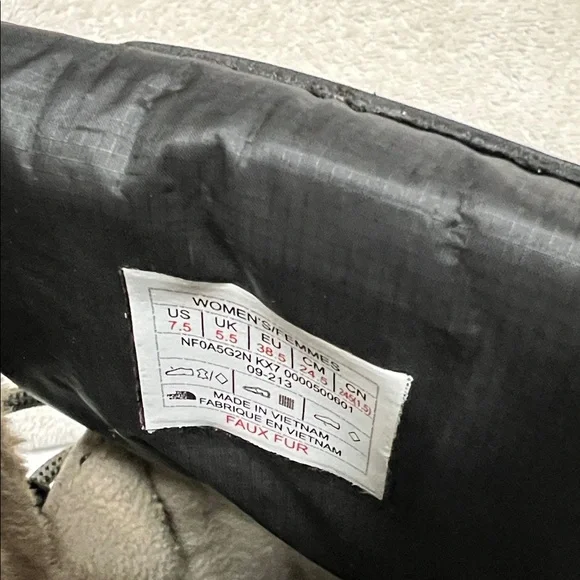 WOMEN'S/FEMMES
US UK EU CM CN
7.5 5.5 38.5 24.5 245(1.5)
NF0A5G2N KX7 0000500001
09-213
MADE IN VIETNAM
FABRIQUE EN VIETNAM
FAUX FUR